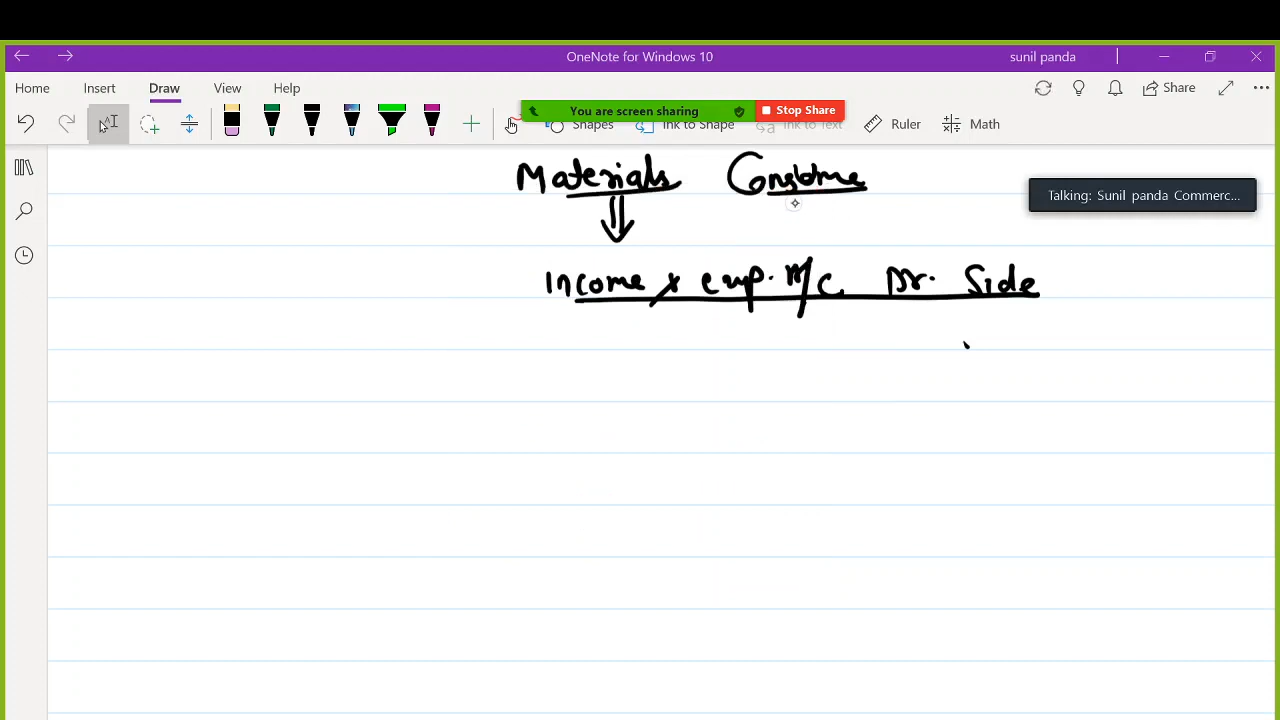 OneNote for Windows 10
sunil panda
Home Insert Draw View Help
Share
You are screen sharing
Stop Share
Shapes Ink to Shape Ink to Text Ruler Math
Materials
Talking: Sunil panda Commerc...
Income x exp. A/C Dr. Side